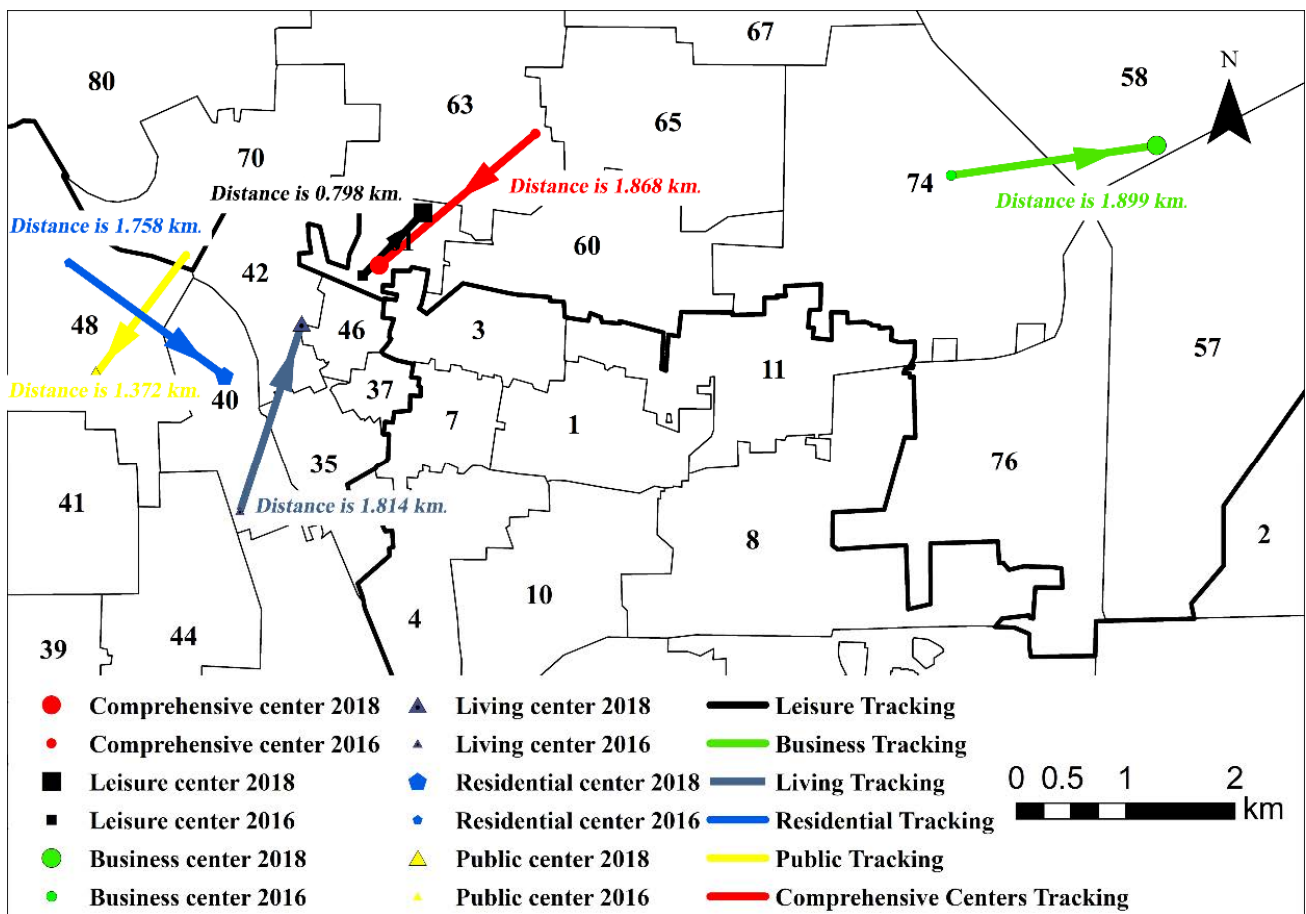 67
58
N
80
63
65
70
Distance is 0.798 km.
Distance is 1.868 km.
74
Distance is 1.899 km.
Distance is 1.758 km.
60
42
48
46
3
57
11
37
Distance is 1.372 km.
40
7
1
35
76
41
Distance is 1.814 km.
8
2
10
4
44
39
Comprehensive center 2018
Living center 2018
Leisure Tracking
Comprehensive center 2016
Living center 2016
Business Tracking
Leisure center 2018
Residential center 2018
Living Tracking
0 0.5 1 2
km
Leisure center 2016
Residential center 2016
Residential Tracking
Business center 2018
Public center 2018
Public Tracking
Business center 2016
Public center 2016
Comprehensive Centers Tracking